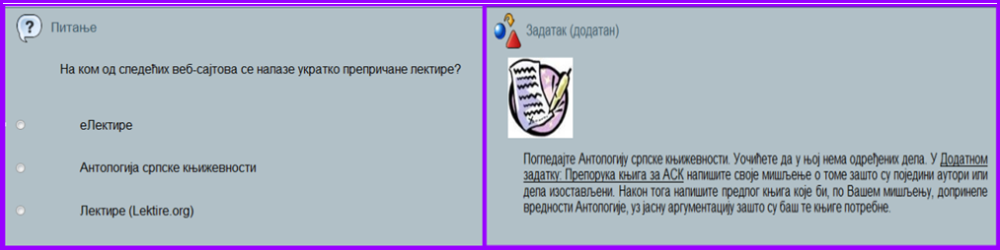 Питање
На ком од следећих веб-сајтова се налазе укратко препричане лектире?
еЛектире
Антологија српске књижевности
Лектире (Lektire.org)
Задатак (додатан)
Погледајте Антологију српске књижевности. Уочићете да у њој нема одређених дела. У Додатном
задатку: Препорука књига за АСК напишите своје мишљење о томе зашто су поједини аутори или
дела изостављени. Након тога напишите предлог књига које би, по Вашем мишљењу, допринеле
вредности Антологије, уз јасну аргументацију зашто су баш те књиге потребне.